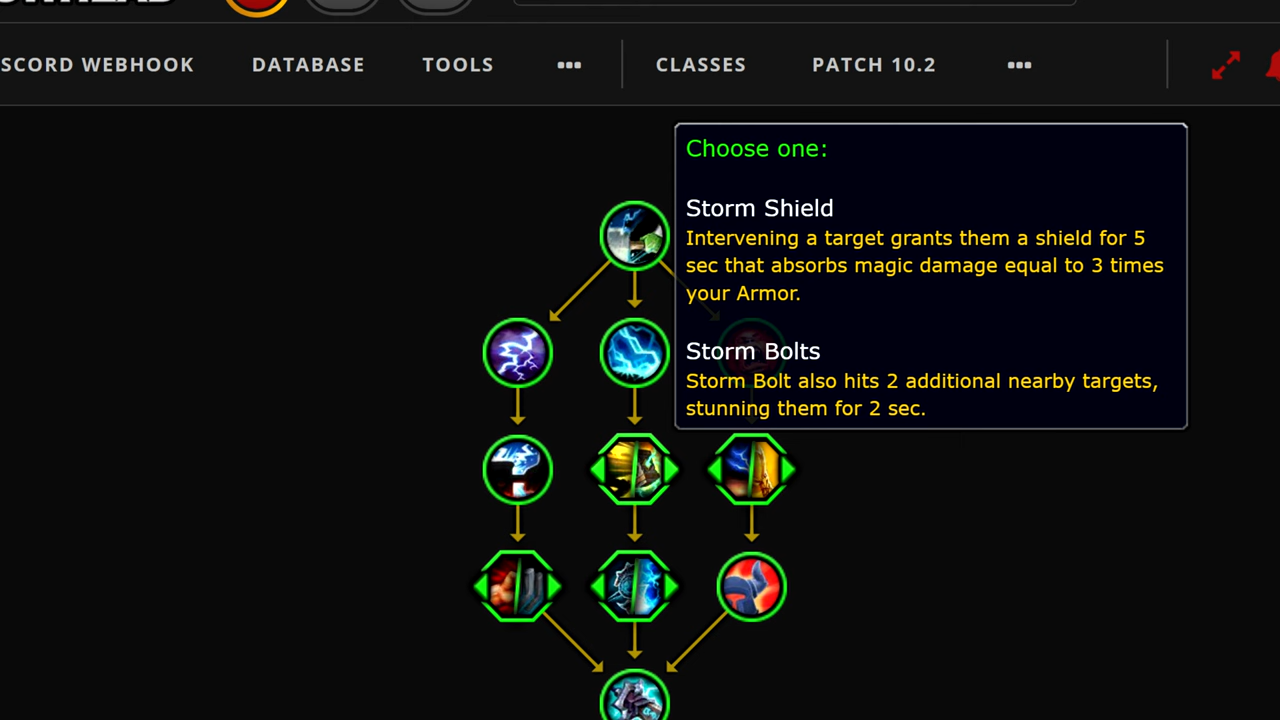 SCORD WEBHOOK DATABASE TOOLS ••• CLASSES PATCH 10.2 •••
Choose one:
Storm Shield
Intervening a target grants them a shield for 5
sec that absorbs magic damage equal to 3 times
your Armor.
Storm Bolts
Storm Bolt also hits 2 additional nearby targets,
stunning them for 2 sec.